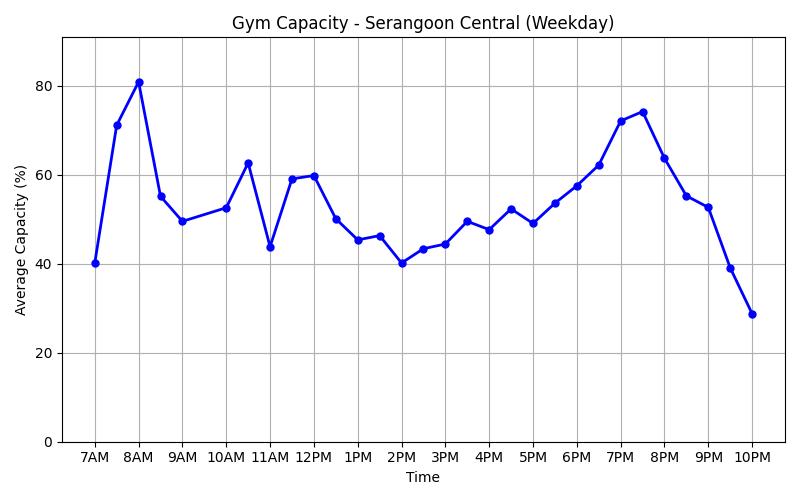 Gym Capacity - Serangoon Central (Weekday)
Average Capacity (%)
80
60
40
20
0
7AM 8AM 9AM 10AM 11AM 12PM 1PM 2PM 3PM 4PM 5PM 6PM 7PM 8PM 9PM 10PM
Time